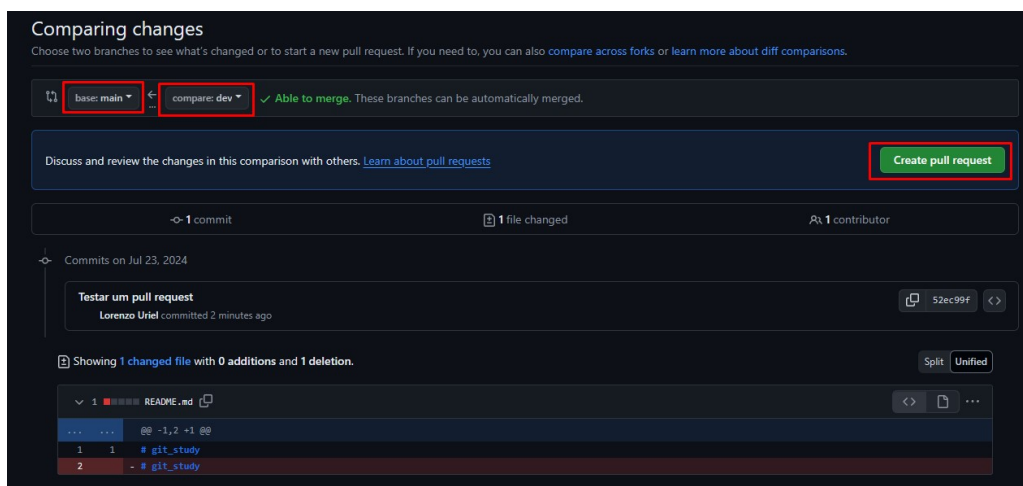 Comparing changes
Choose two branches to see what's changed or to start a new pull request. If you need to, you can also compare across forks or learn more about diff comparisons.
base: main ← compare: dev ✓ Able to merge. These branches can be automatically merged.
...
Discuss and review the changes in this comparison with others. Learn about pull requests Create pull request
1 commit 1 file changed 1 contributor
Commits on Jul 23, 2024
Testar um pull request 52ec99f <>
Lorenzo Uriel committed 2 minutes ago
Showing 1 changed file with 0 additions and 1 deletion. Split Unified
1 README.md <> ...
... ... @@ -1,2 +1 @@
1 1 # git_study
2 - # git_study